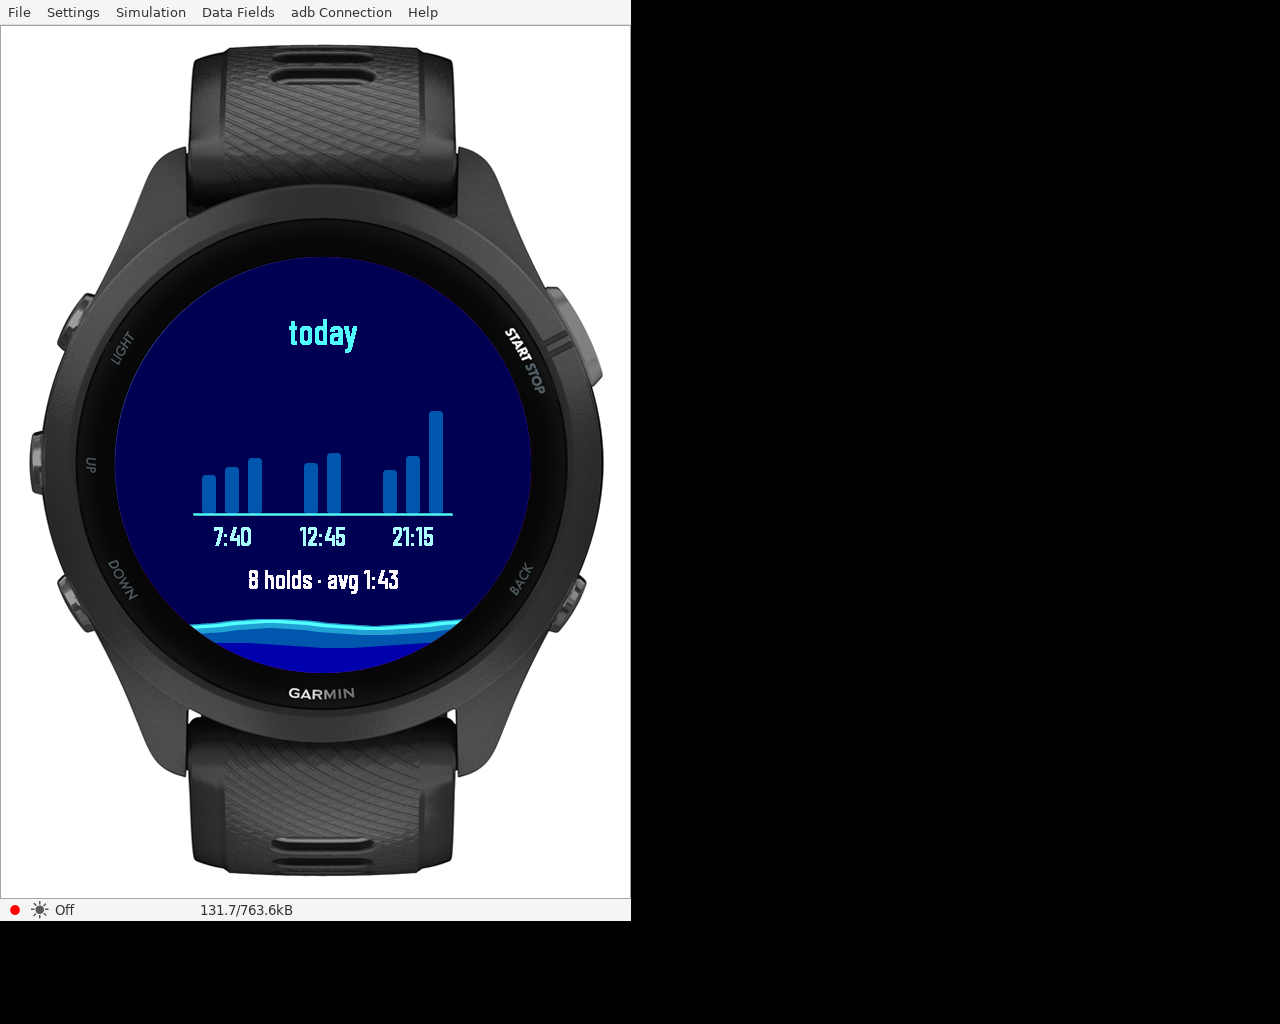 File Settings Simulation Data Fields adb Connection Help
LIGHT
START STOP
today
UP
7:40 12:45 21:15
8 holds · avg 1:43
DOWN
BACK
GARMIN
Off 131.7/763.6kB